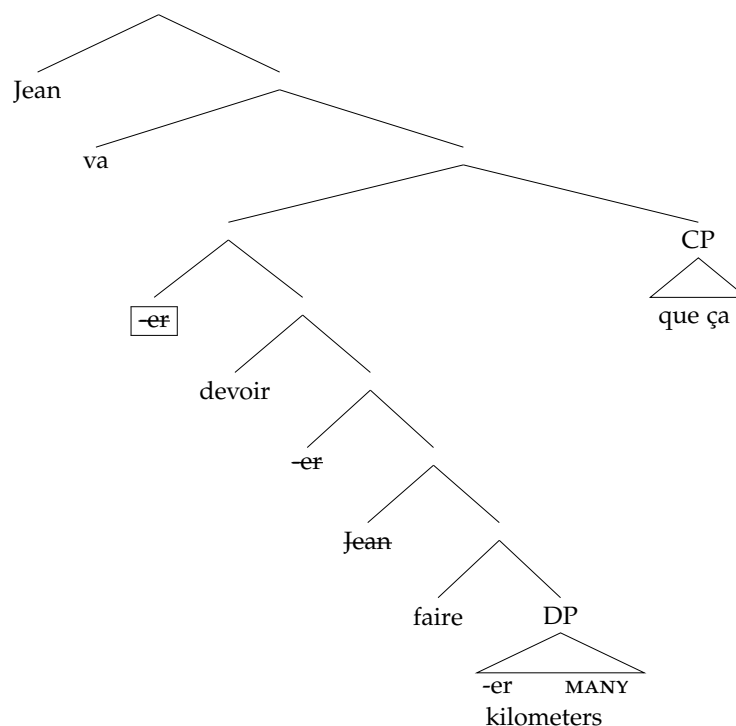 Jean
va
CP
-er
que ça
devoir
-er
Jean
faire
DP
-er MANY
kilometers